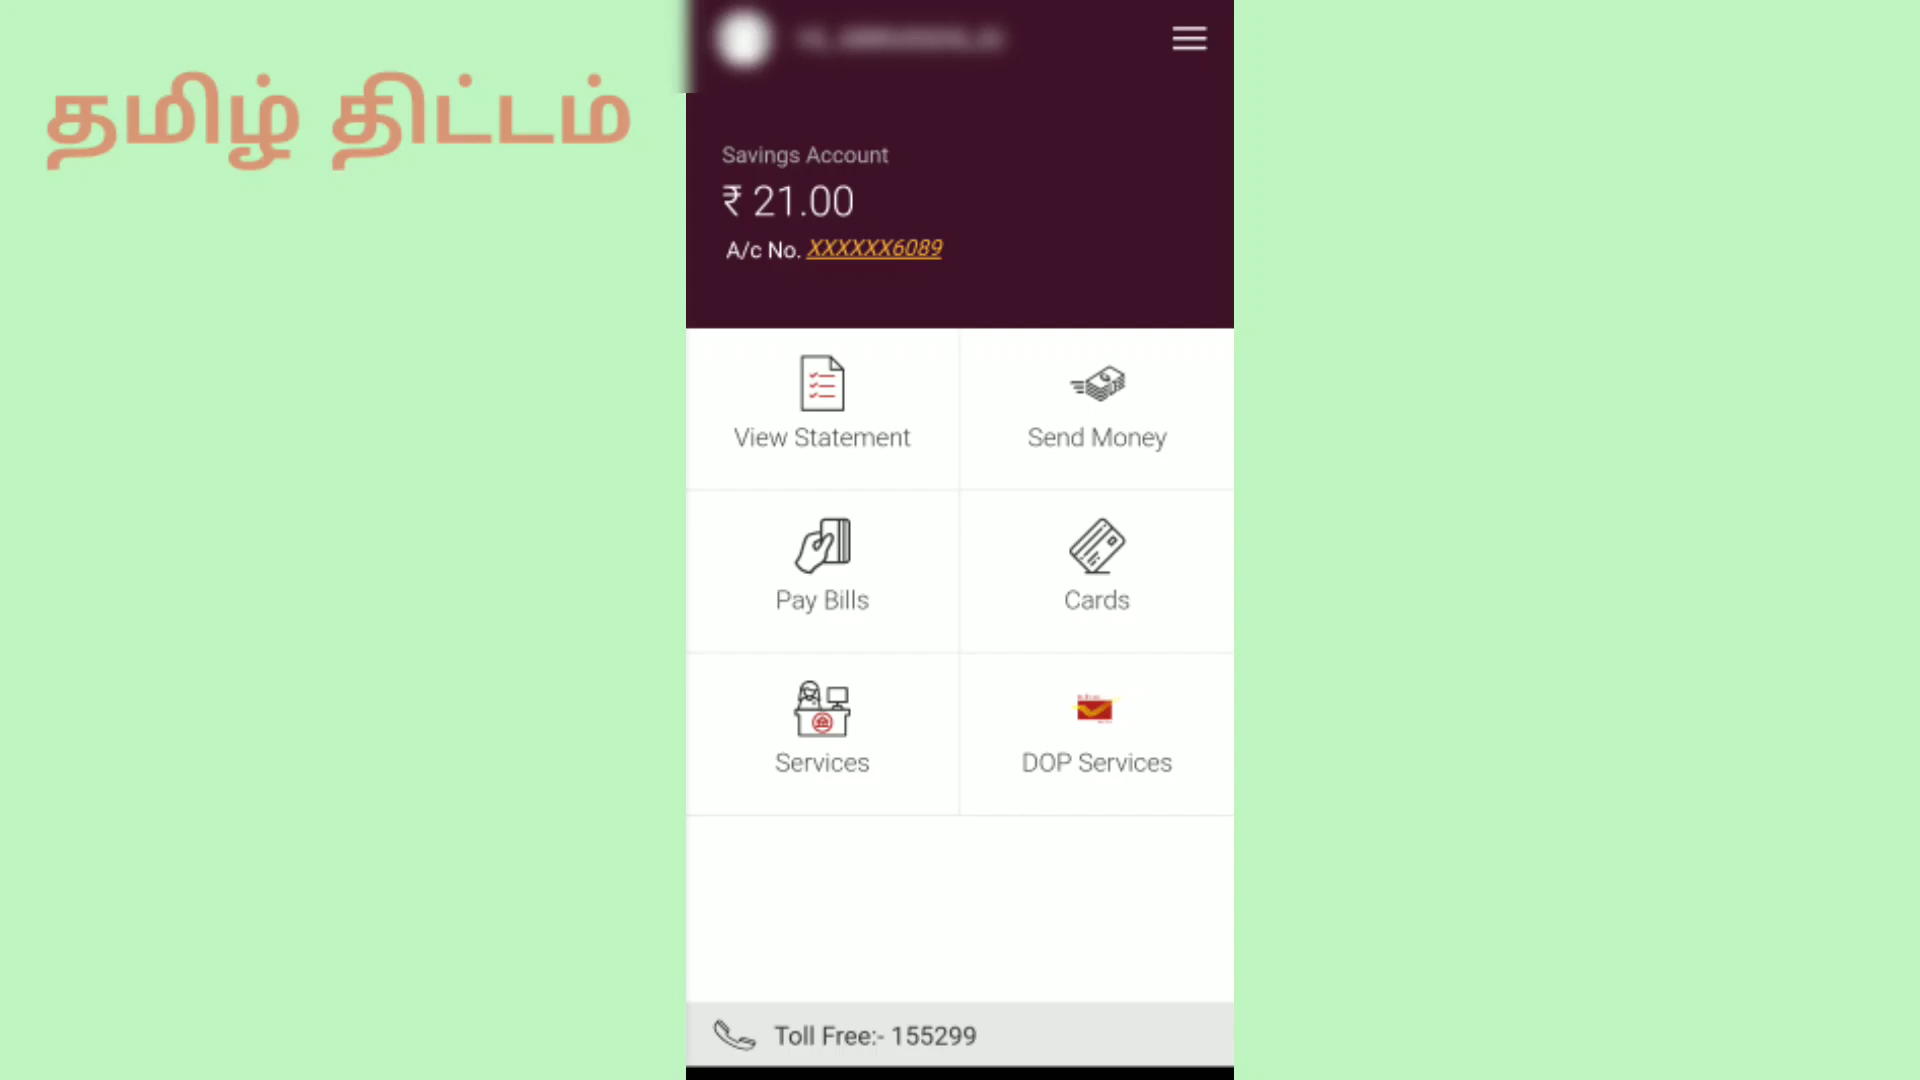 தமிழ் திட்டம்
Savings Account
₹ 21.00
A/c No. XXXXXX6089
View Statement
Send Money
Pay Bills
Cards
Services
DOP Services
Toll Free:- 155299